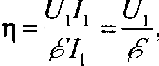 η = U₁I₁ / ℰI₁ = U₁ / ℰ,